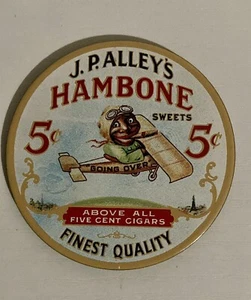 J.P. ALLEY'S
HAMBONE
SWEETS
5¢ 5¢
GOING OVER
ABOVE ALL
FIVE CENT CIGARS
FINEST QUALITY